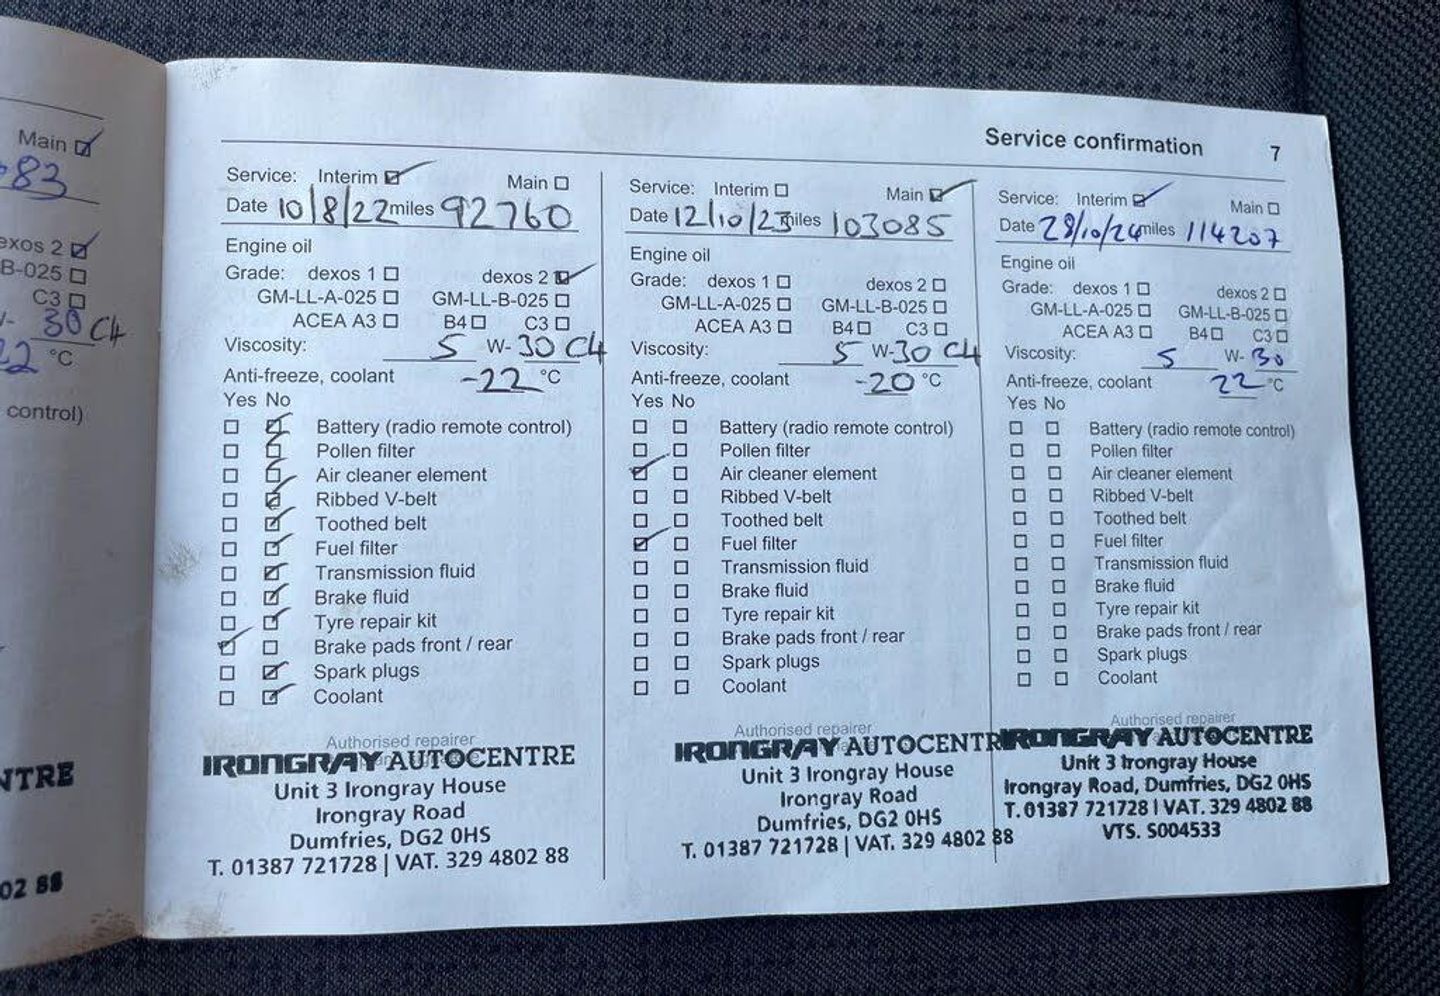 Main
83
exos 2
B-025
C3
30 C4
22 °C
control)
NTRE
02 88
Service confirmation 7
Service: Interim Main
Date 10/8/22 miles 92760
Engine oil
Grade: dexos 1 dexos 2
GM-LL-A-025 GM-LL-B-025
ACEA A3 B4 C3
Viscosity: 5 W-30 C4
Anti-freeze, coolant -22 °C
Yes No
Battery (radio remote control)
Pollen filter
Air cleaner element
Ribbed V-belt
Toothed belt
Fuel filter
Transmission fluid
Brake fluid
Tyre repair kit
Brake pads front / rear
Spark plugs
Coolant
Authorised repairer
IRONGRAY AUTOCENTRE
Unit 3 Irongray House
Irongray Road
Dumfries, DG2 0HS
T. 01387 721728 | VAT. 329 4802 88
Service: Interim Main
Date 12/10/23 miles 103085
Engine oil
Grade: dexos 1 dexos 2
GM-LL-A-025 GM-LL-B-025
ACEA A3 B4 C3
Viscosity: 5 W-30 C4
Anti-freeze, coolant -20 °C
Yes No
Battery (radio remote control)
Pollen filter
Air cleaner element
Ribbed V-belt
Toothed belt
Fuel filter
Transmission fluid
Brake fluid
Tyre repair kit
Brake pads front / rear
Spark plugs
Coolant
Authorised repairer
IRONGRAY AUTOCENTR
Unit 3 Irongray House
Irongray Road
Dumfries, DG2 0HS
T. 01387 721728 | VAT. 329 4802 88
Service: Interim Main
Date 28/10/24 miles 114207
Engine oil
Grade: dexos 1 dexos 2
GM-LL-A-025 GM-LL-B-025
ACEA A3 B4 C3
Viscosity: 5 W-30
Anti-freeze, coolant 22 °C
Yes No
Battery (radio remote control)
Pollen filter
Air cleaner element
Ribbed V-belt
Toothed belt
Fuel filter
Transmission fluid
Brake fluid
Tyre repair kit
Brake pads front / rear
Spark plugs
Coolant
Authorised repairer
IRONGRAY AUTOCENTRE
Unit 3 Irongray House
Irongray Road, Dumfries, DG2 0HS
T. 01387 721728 | VAT. 329 4802 88
VTS. S004533